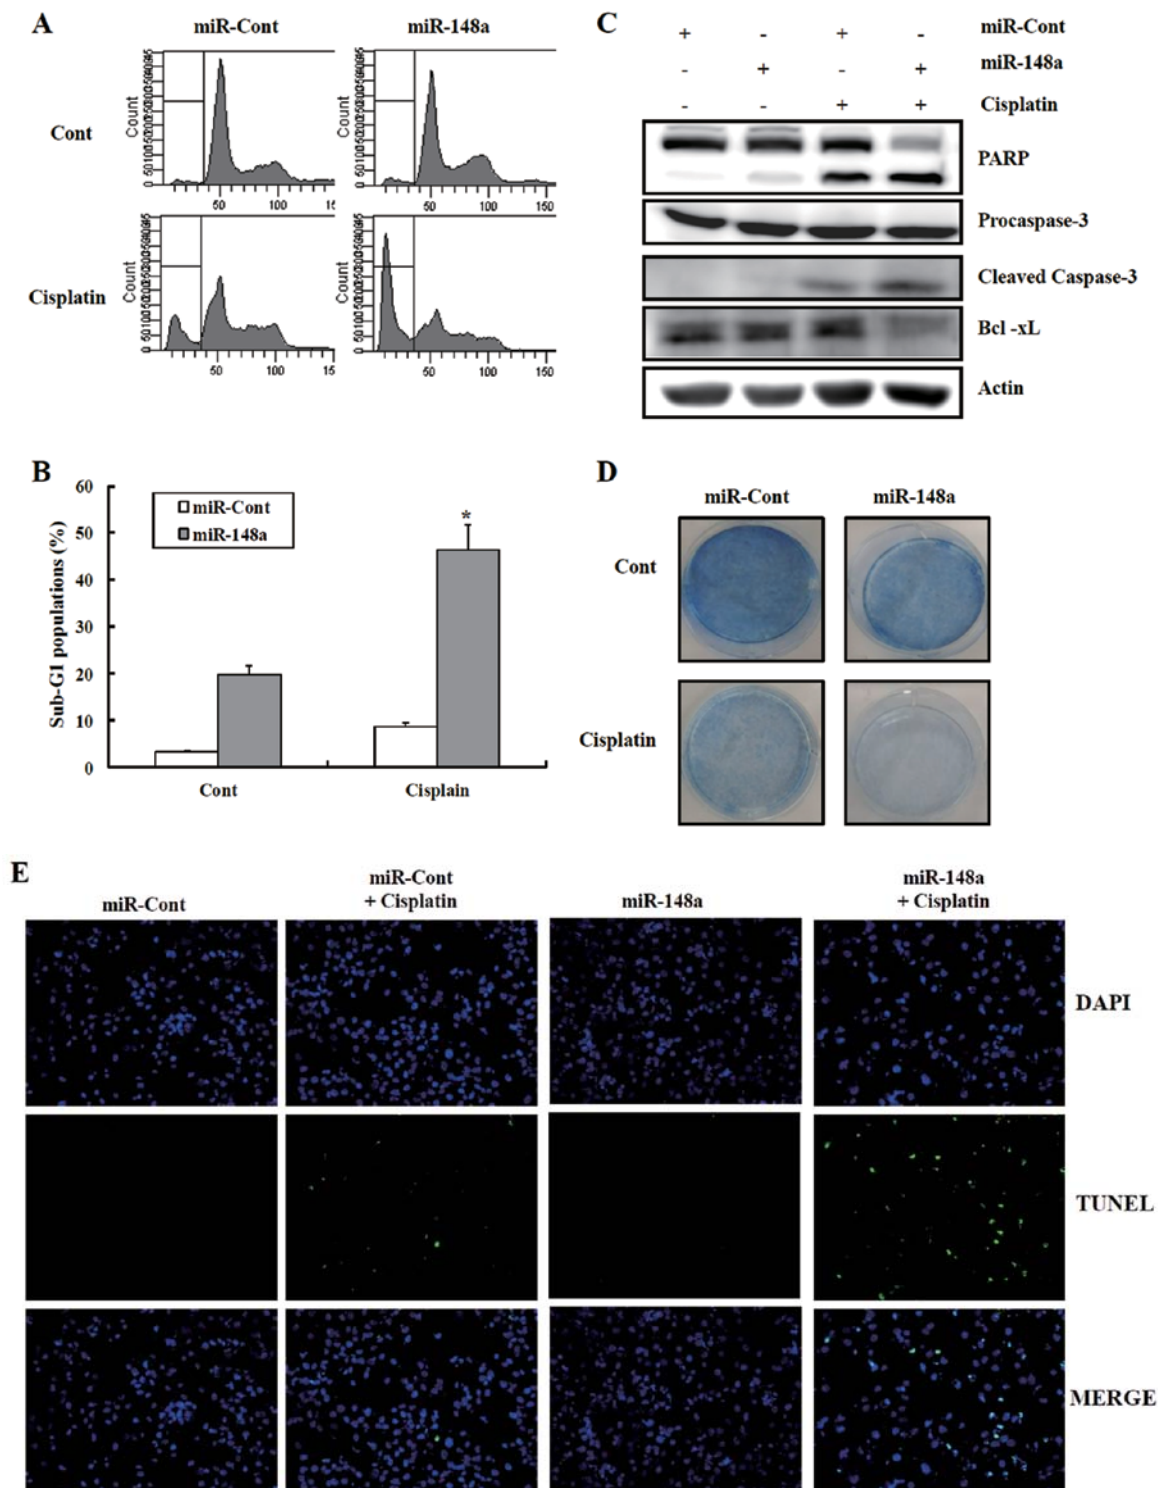 A
miR-Cont
miR-148a
Cont
Count
Count
50
100
15
50
100
150
Cisplatin
Count
Count
50
100
15
50
100
150
C
+ - + -
miR-Cont
- + - +
miR-148a
- - + +
Cisplatin
PARP
Procaspase-3
Cleaved Caspase-3
Bcl -xL
Actin
B
Sub-G1 populations (%)
60
50
40
30
20
10
0
miR-Cont
miR-148a
*
Cont
Cisplain
D
miR-Cont
miR-148a
Cont
Cisplatin
E
miR-Cont
miR-Cont
+ Cisplatin
miR-148a
miR-148a
+ Cisplatin
DAPI
TUNEL
MERGE